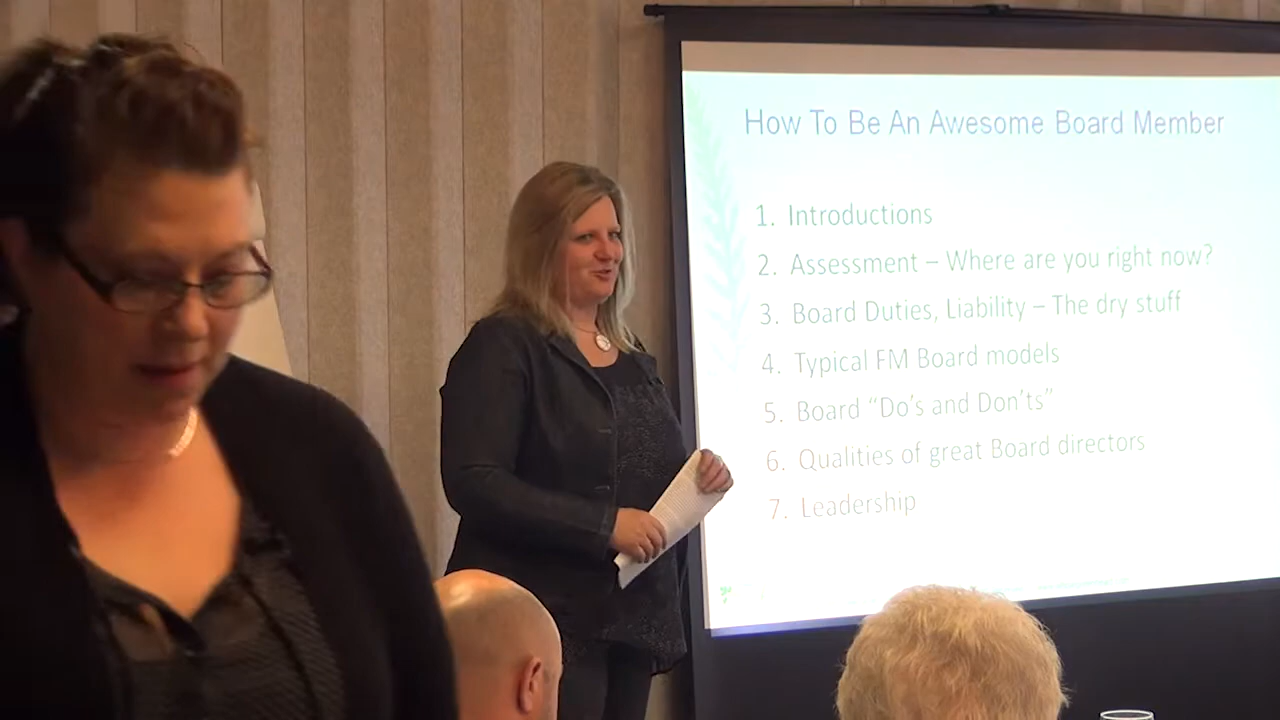 How To Be An Awesome Board Member
1. Introductions
2. Assessment – Where are you right now?
3. Board Duties, Liability – The dry stuff
4. Typical FM Board models
5. Board “Do’s and Don’ts”
6. Qualities of great Board directors
7. Leadership